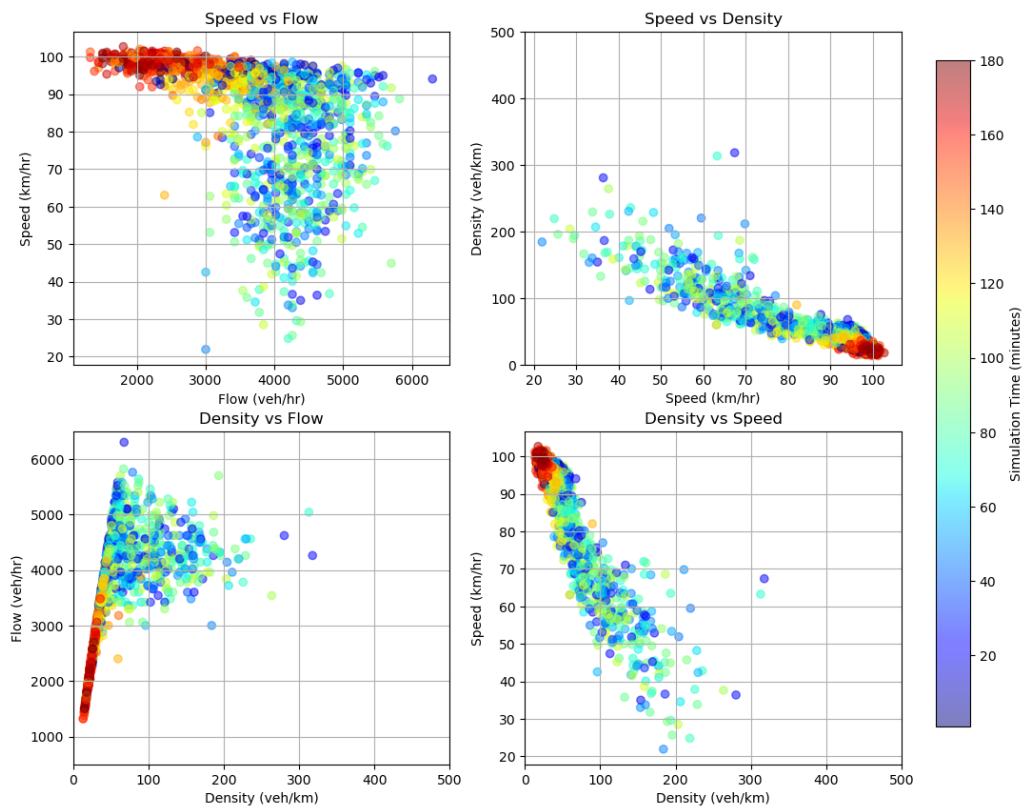 Speed vs Flow
100
90
80
70
60
50
40
30
20
Speed (km/hr)
2000 3000 4000 5000 6000
Flow (veh/hr)
Speed vs Density
500
400
300
200
100
0
Density (veh/km)
20 30 40 50 60 70 80 90 100
Speed (km/hr)
Density vs Flow
6000
5000
4000
3000
2000
1000
Flow (veh/hr)
0 100 200 300 400 500
Density (veh/km)
Density vs Speed
100
90
80
70
60
50
40
30
20
Speed (km/hr)
0 100 200 300 400 500
Density (veh/km)
180
160
140
120
100
80
60
40
20
Simulation Time (minutes)